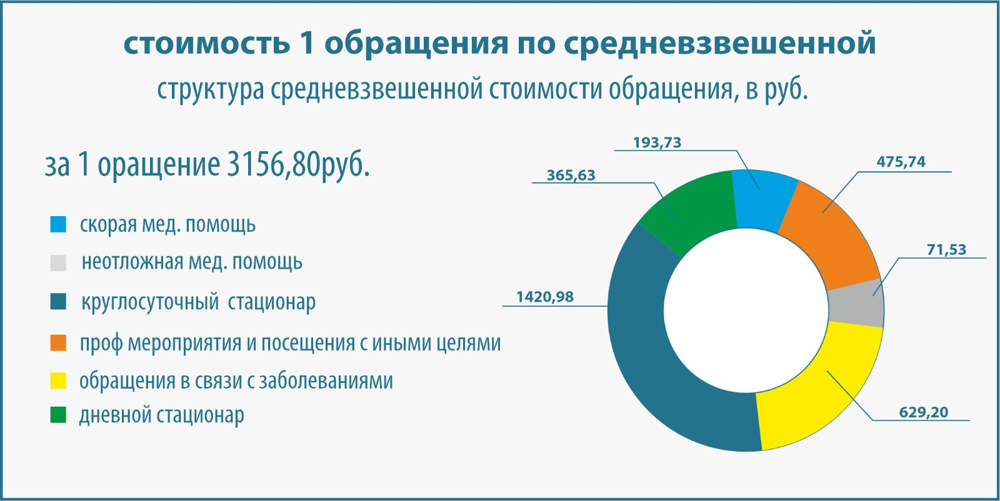 стоимость 1 обращения по средневзвешенной
структура средневзвешенной стоимости обращения, в руб.
за 1 оращение 3156,80руб.
скорая мед. помощь
неотложная мед. помощь
круглосуточный стационар
проф мероприятия и посещения с иными целями
обращения в связи с заболеваниями
дневной стационар
193,73
475,74
365,63
71,53
1420,98
629,20